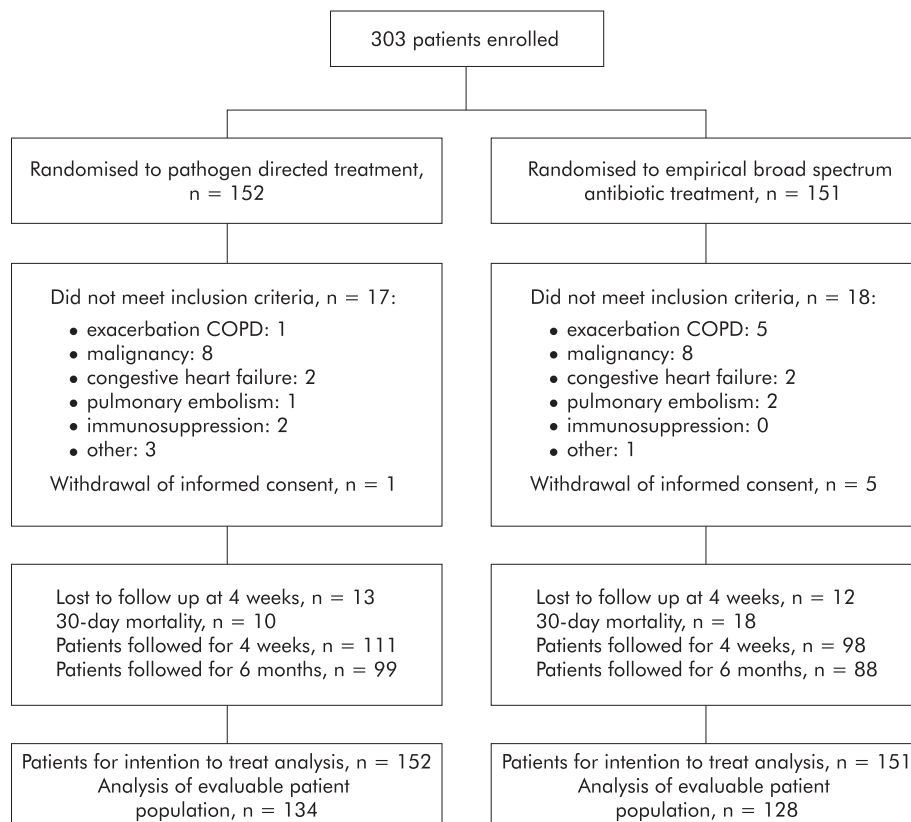 303 patients enrolled
Randomised to pathogen directed treatment,
n = 152
Randomised to empirical broad spectrum
antibiotic treatment, n = 151
Did not meet inclusion criteria, n = 17:
• exacerbation COPD: 1
• malignancy: 8
• congestive heart failure: 2
• pulmonary embolism: 1
• immunosuppression: 2
• other: 3
Withdrawal of informed consent, n = 1
Did not meet inclusion criteria, n = 18:
• exacerbation COPD: 5
• malignancy: 8
• congestive heart failure: 2
• pulmonary embolism: 2
• immunosuppression: 0
• other: 1
Withdrawal of informed consent, n = 5
Lost to follow up at 4 weeks, n = 13
30-day mortality, n = 10
Patients followed for 4 weeks, n = 111
Patients followed for 6 months, n = 99
Lost to follow up at 4 weeks, n = 12
30-day mortality, n = 18
Patients followed for 4 weeks, n = 98
Patients followed for 6 months, n = 88
Patients for intention to treat analysis, n = 152
Analysis of evaluable patient
population, n = 134
Patients for intention to treat analysis, n = 151
Analysis of evaluable patient
population, n = 128